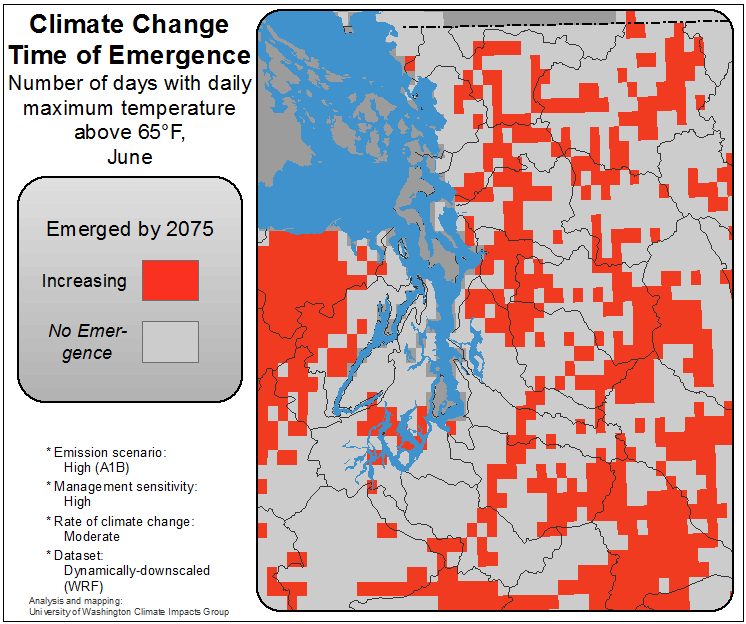 Climate Change
Time of Emergence
Number of days with daily
maximum temperature
above 65°F,
June
Emerged by 2075
Increasing
No Emer-
gence
* Emission scenario:
High (A1B)
* Management sensitivity:
High
* Rate of climate change:
Moderate
* Dataset:
Dynamically-downscaled
(WRF)
Analysis and mapping:
University of Washington Climate Impacts Group